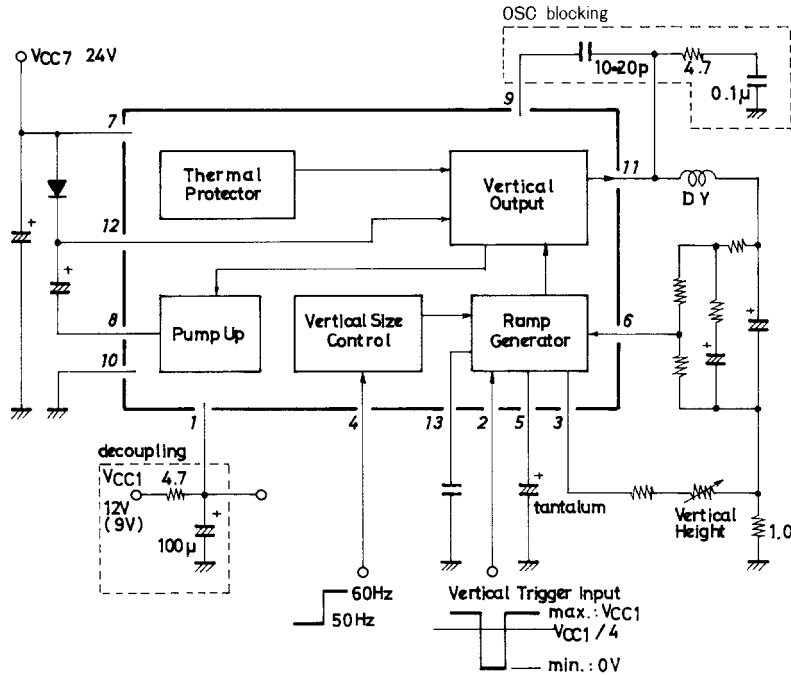 OSC blocking
VCC7 24V
10~20p
4.7
0.1µ
9
7
11
Thermal
Protector
Vertical
Output
DY
12
+
+
+
+
8
6
Pump Up
Vertical Size
Control
Ramp
Generator
10
1
4
13
2
5
3
decoupling
VCC1
4.7
12V
(9V)
+
100µ
+
tantalum
Vertical
Height
1.0
60Hz
50Hz
Vertical Trigger Input
max.:VCC1
VCC1/4
min.:0V